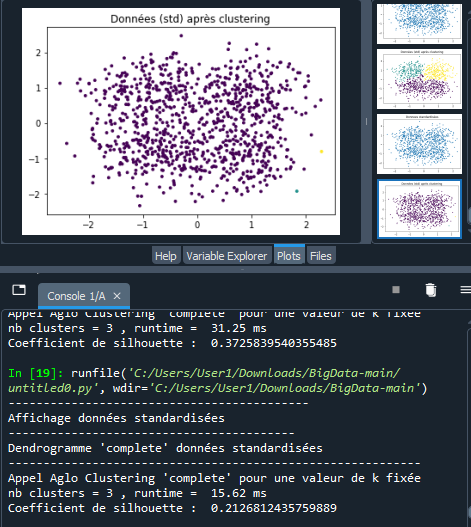 Données (std) après clustering
2
1
0
−1
−2
−2
−1
0
1
2
Help
Variable Explorer
Plots
Files
Console 1/A
Appel Aglo Clustering 'complete' pour une valeur de k fixée
nb clusters = 3 , runtime =  31.25 ms
Coefficient de silhouette :  0.3725839540355485
In [19]: runfile('C:/Users/User1/Downloads/BigData-main/
untitled0.py', wdir='C:/Users/User1/Downloads/BigData-main')
------------------------------------------
Affichage données standardisées
----------------------------------------
Dendrogramme 'complete' données standardisées
----------------------------------------------------------
Appel Aglo Clustering 'complete' pour une valeur de k fixée
nb clusters = 3 , runtime =  15.62 ms
Coefficient de silhouette :  0.2126812435759889